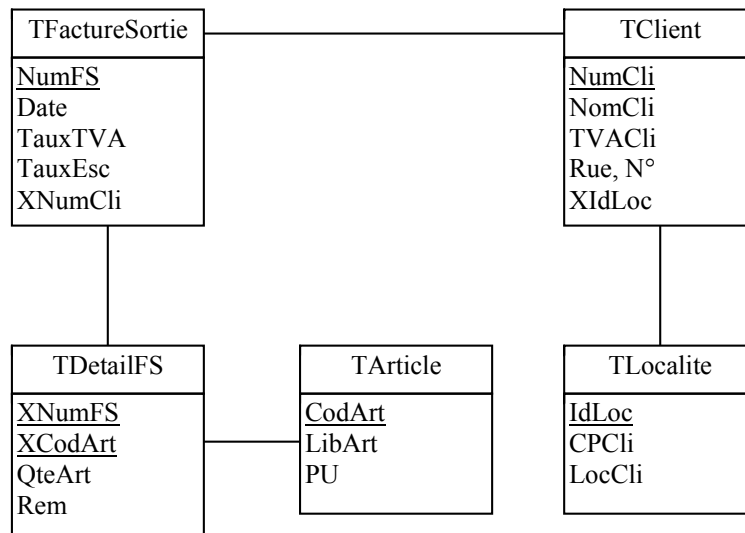 TFactureSortie
NumFS
Date
TauxTVA
TauxEsc
XNumCli
TClient
NumCli
NomCli
TVACli
Rue, N°
XIdLoc
TDetailFS
XNumFS
XCodArt
QteArt
Rem
TArticle
CodArt
LibArt
PU
TLocalite
IdLoc
CPCli
LocCli